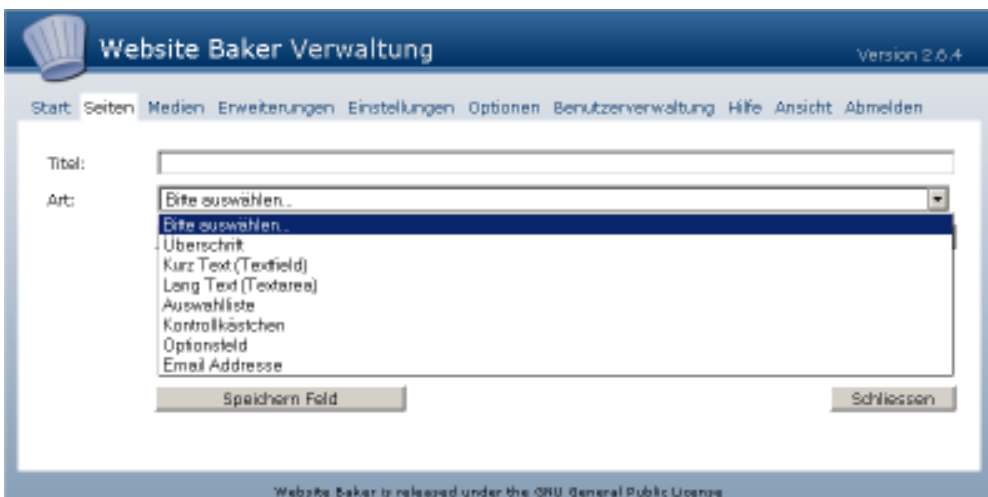 Website Baker Verwaltung
Version 2.6.4
Start Seiten Medien Erweiterungen Einstellungen Optionen Benutzerverwaltung Hilfe Ansicht Abmelden
Titel:
Art: Bitte auswählen...
Bitte auswählen...
Überschrift
Kurz Text (Textfield)
Lang Text (Textarea)
Auswahlliste
Kontrollkästchen
Optionsfeld
Email Addresse
Speichern Feld Schliessen
Website Baker is released under the GNU General Public License